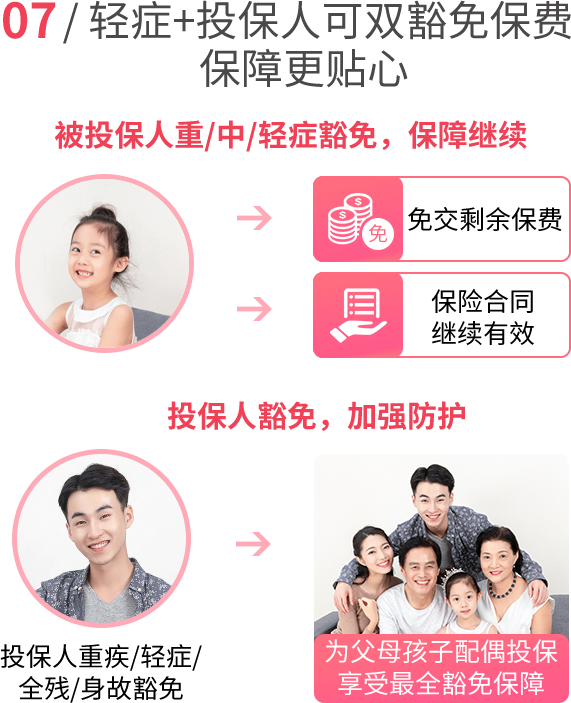 07/ 轻症+投保人可双豁免保费
保障更贴心
被投保人重/中/轻症豁免，保障继续
$
$
免
免交剩余保费
保险合同
继续有效
投保人豁免，加强防护
投保人重疾/轻症/
全残/身故豁免
为父母孩子配偶投保
享受最全豁免保障